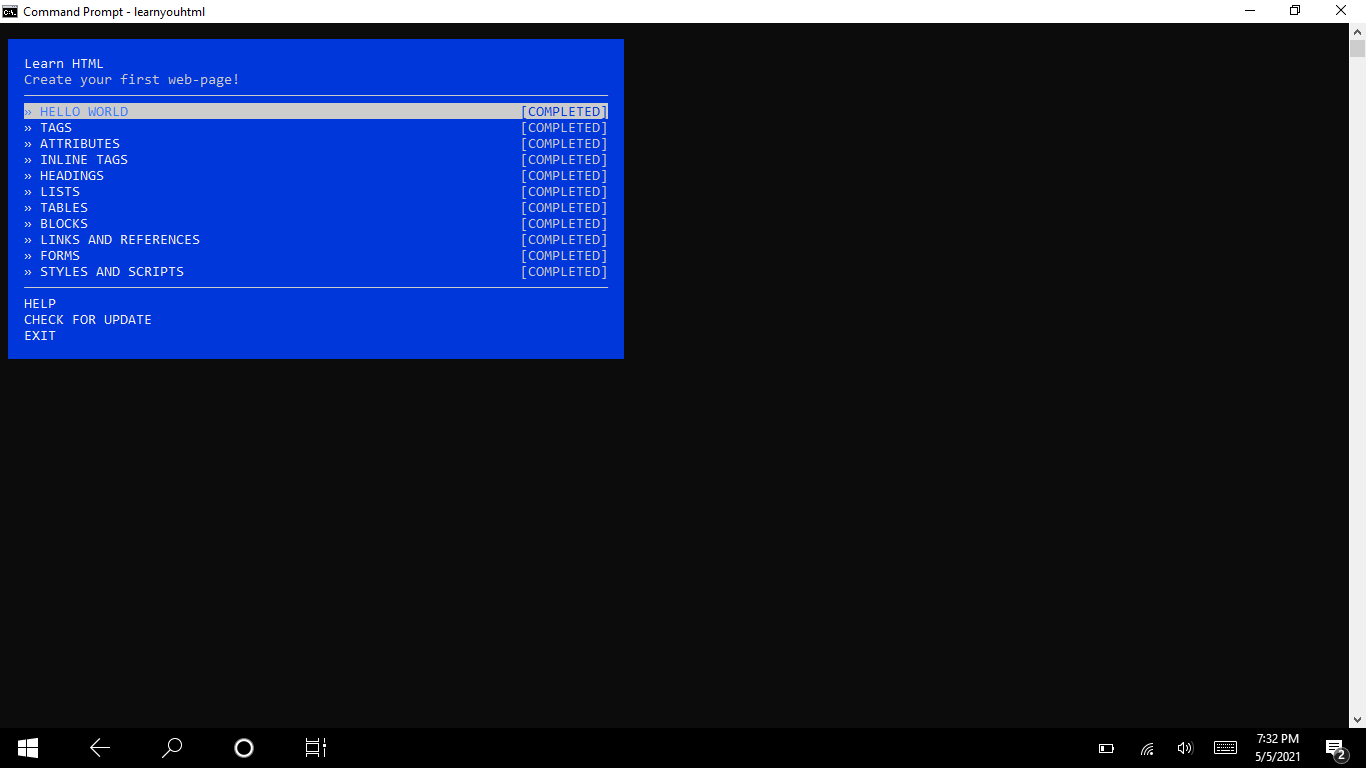 Command Prompt - learnyouhtml
Learn HTML
Create your first web-page!
» HELLO WORLD [COMPLETED]
» TAGS [COMPLETED]
» ATTRIBUTES [COMPLETED]
» INLINE TAGS [COMPLETED]
» HEADINGS [COMPLETED]
» LISTS [COMPLETED]
» TABLES [COMPLETED]
» BLOCKS [COMPLETED]
» LINKS AND REFERENCES [COMPLETED]
» FORMS [COMPLETED]
» STYLES AND SCRIPTS [COMPLETED]
HELP
CHECK FOR UPDATE
EXIT
7:32 PM
5/5/2021
2